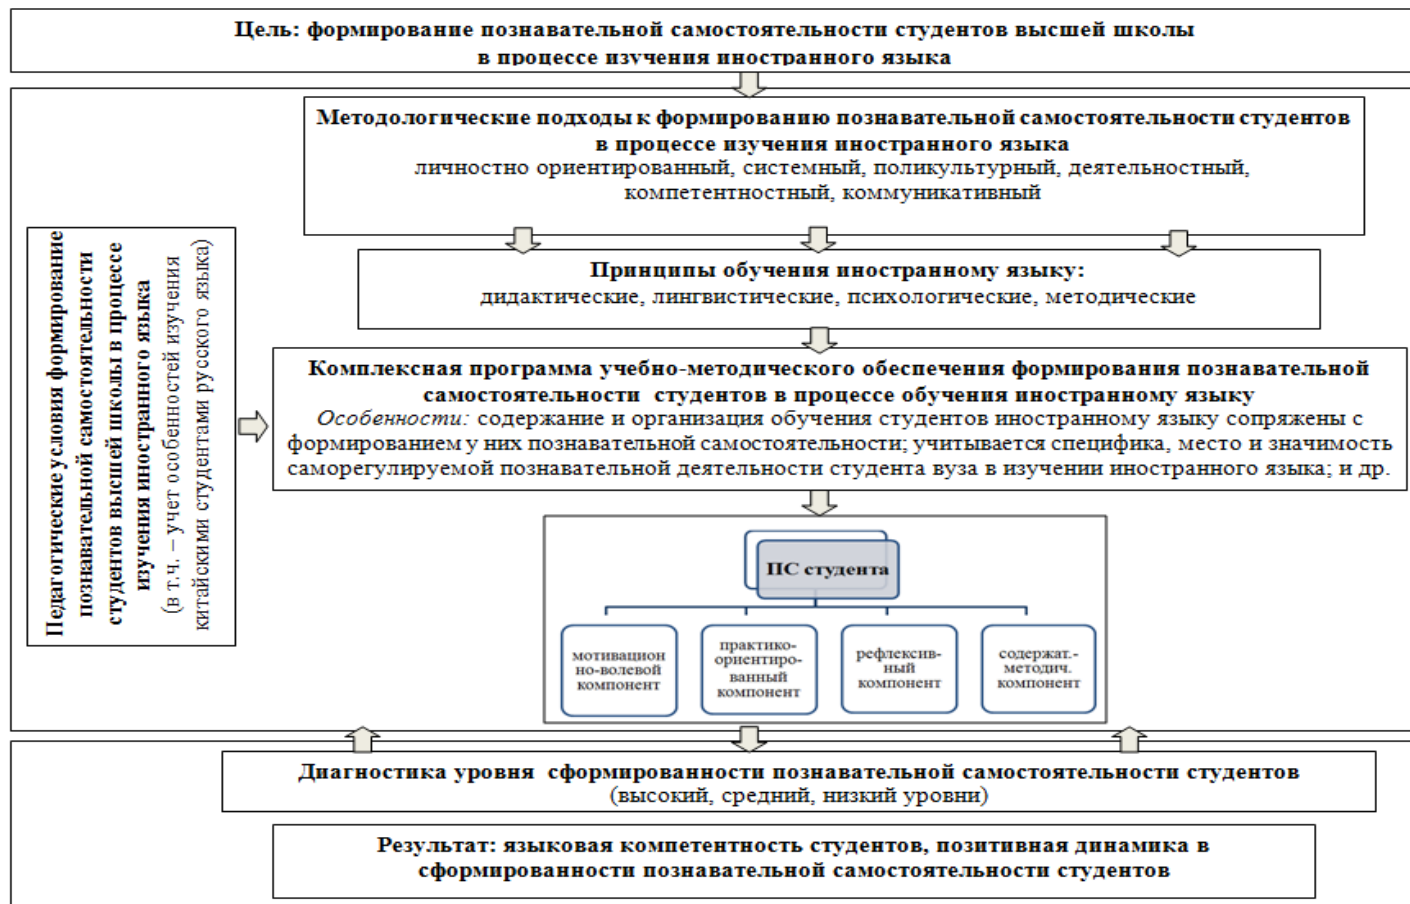 Цель: формирование познавательной самостоятельности студентов высшей школы
в процессе изучения иностранного языка
Методологические подходы к формированию познавательной самостоятельности студентов
в процессе изучения иностранного языка
личностно ориентированный, системный, поликультурный, деятельностный,
компетентностный, коммуникативный
Принципы обучения иностранному языку:
дидактические, лингвистические, психологические, методические
Педагогические условия формирование
познавательной самостоятельности
студентов высшей школы в процессе
изучения иностранного языка
(в т.ч. – учет особенностей изучения
китайскими студентами русского языка)
Комплексная программа учебно-методического обеспечения формирования познавательной
самостоятельности студентов в процессе обучения иностранному языку
Особенности: содержание и организация обучения студентов иностранному языку сопряжены с
формированием у них познавательной самостоятельности; учитывается специфика, место и значимость
саморегулируемой познавательной деятельности студента вуза в изучении иностранного языка; и др.
ПС студента
мотивацион
но-волевой
компонент
практико-
ориентиро-
ванный
компонент
рефлексив-
ный
компонент
содержат.-
методич.
компонент
Диагностика уровня сформированности познавательной самостоятельности студентов
(высокий, средний, низкий уровни)
Результат: языковая компетентность студентов, позитивная динамика в
сформированности познавательной самостоятельности студентов